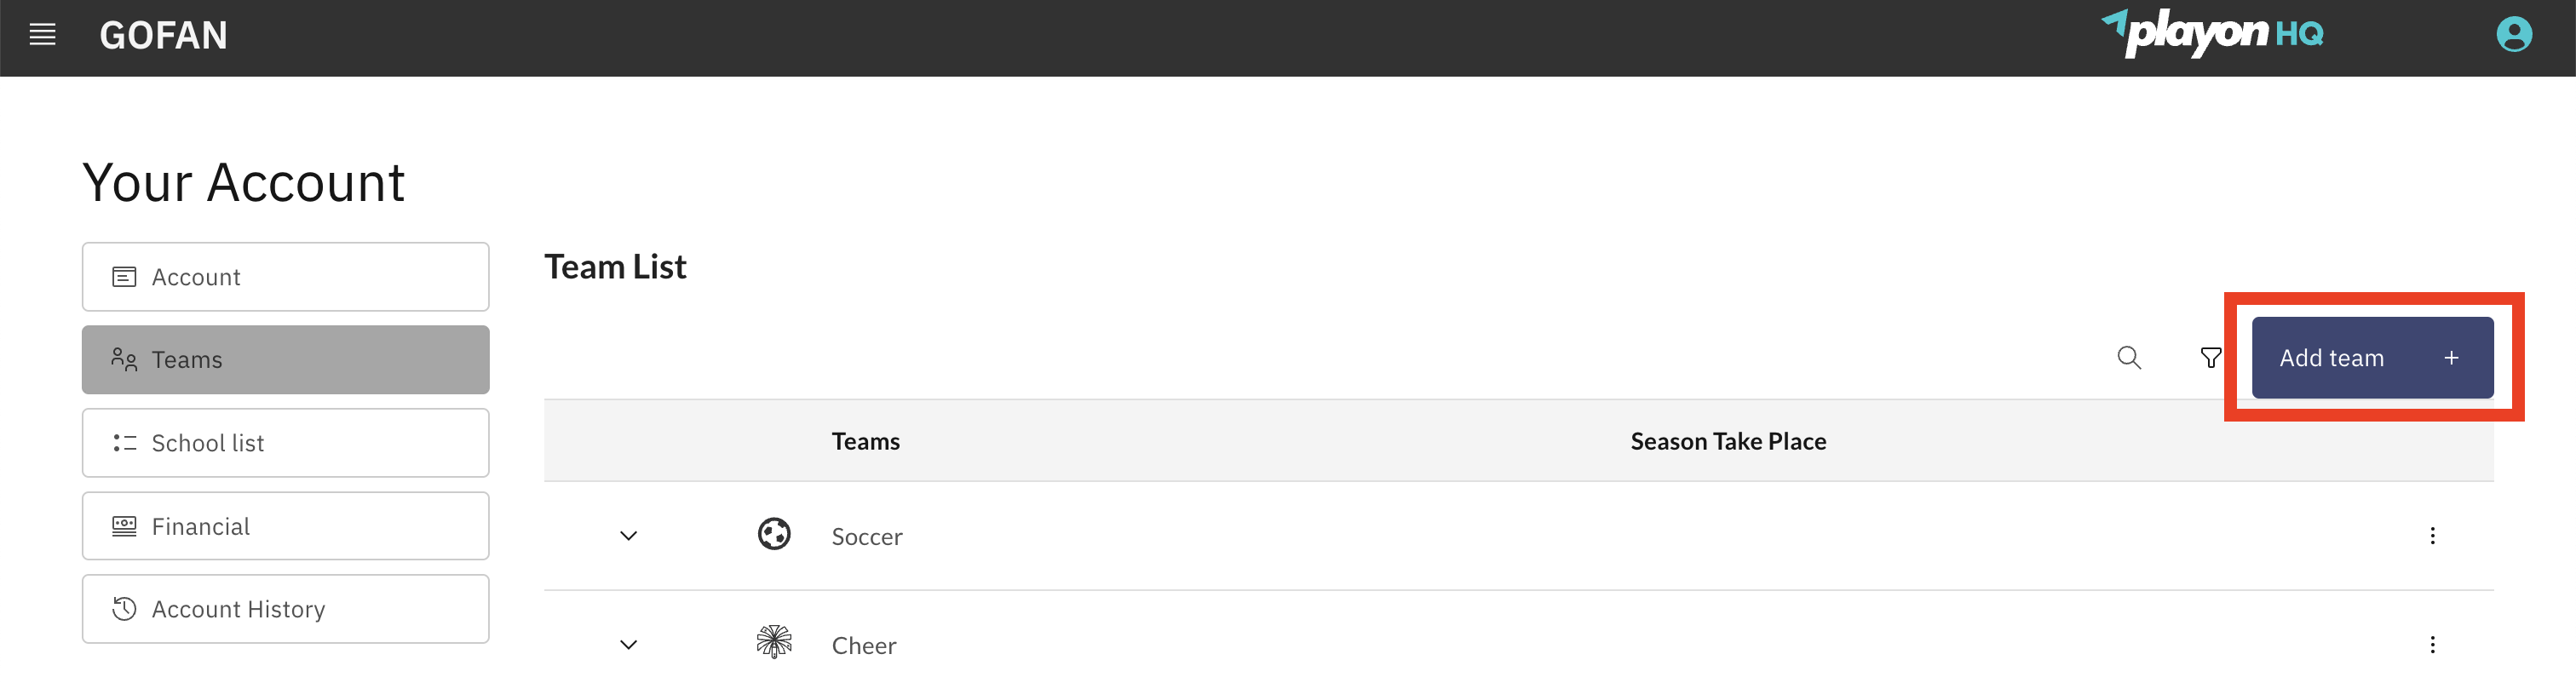 GOFAN
playon HQ
Your Account
Account
Teams
School list
Financial
Account History
Team List
Add team +
Teams
Season Take Place
Soccer
Cheer